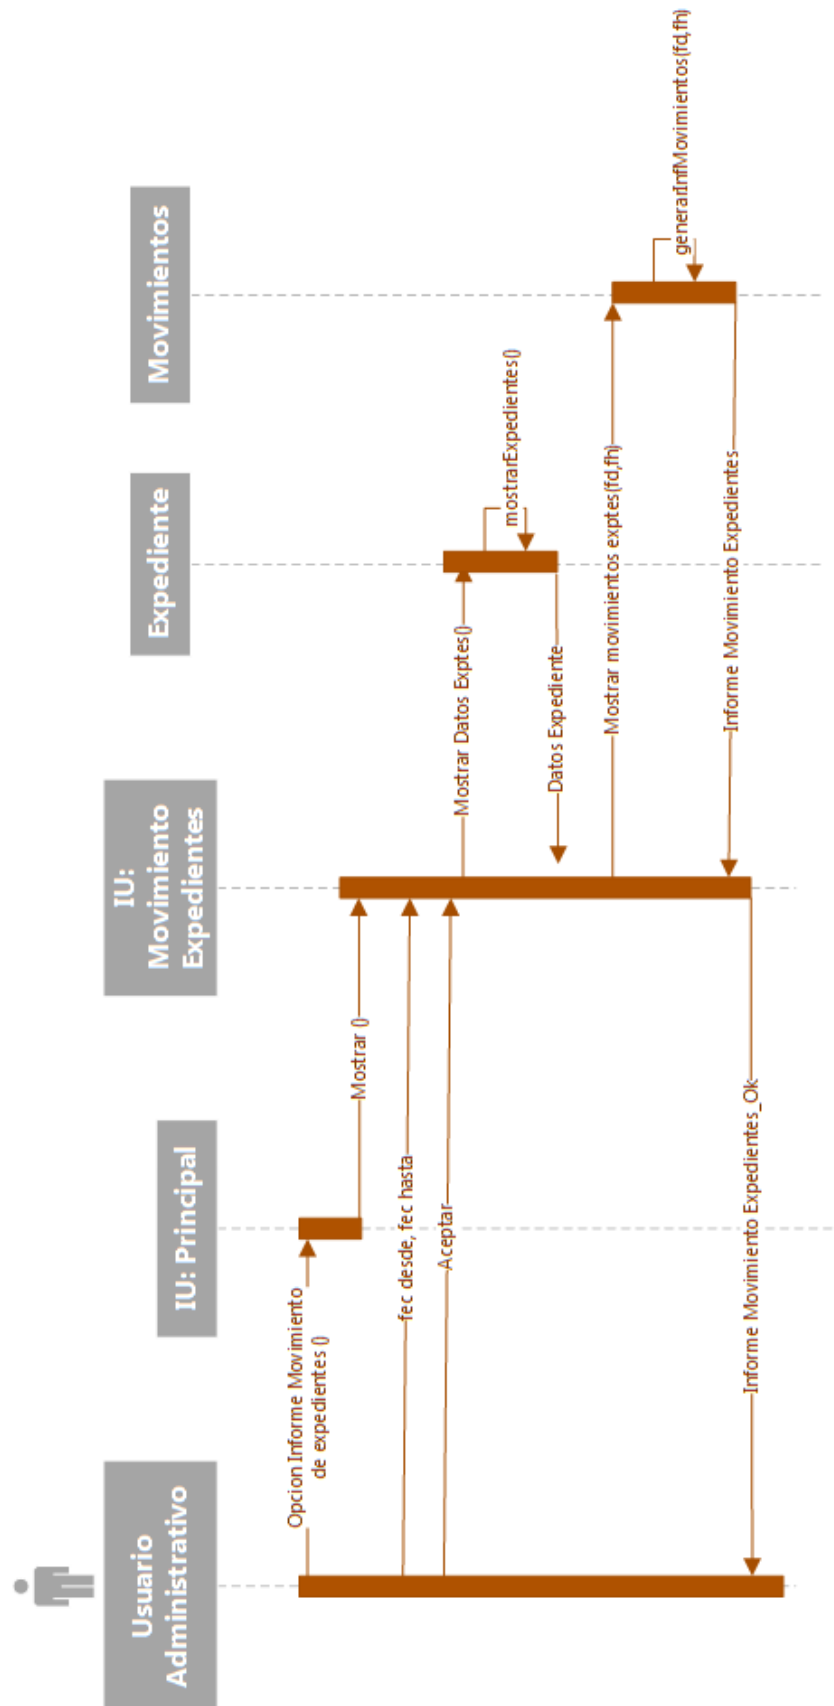 Usuario
Administrativo
IU: Principal
IU:
Movimiento
Expedientes
Expediente
Movimientos
Opcion Informe Movimiento
de expedientes ()
Mostrar ()
fec desde, fec hasta
Aceptar
Mostrar Datos Exptes()
mostrarExpedientes()
Datos Expediente
Mostrar movimientos exptes(fd,fh)
generarInfMovimientos(fd,fh)
Informe Movimiento Expedientes
Informe Movimiento Expedientes_Ok